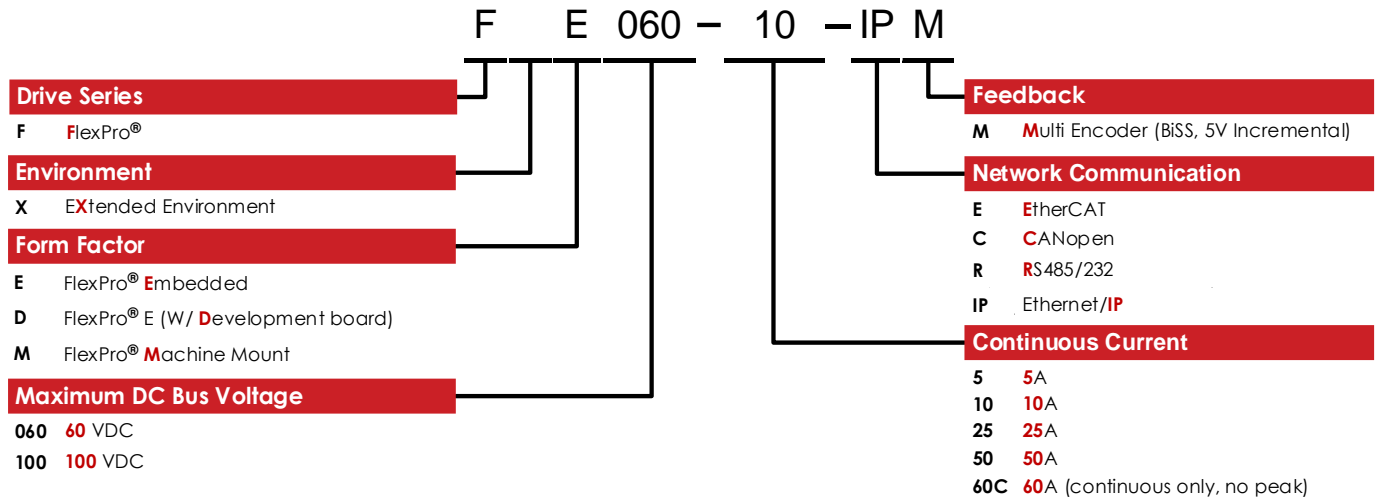 F E 060 – 10 – IP M
Drive Series
F FlexPro®
Environment
X EXtended Environment
Form Factor
E FlexPro® Embedded
D FlexPro® E (W/ Development board)
M FlexPro® Machine Mount
Maximum DC Bus Voltage
060 60 VDC
100 100 VDC
Feedback
M Multi Encoder (BiSS, 5V Incremental)
Network Communication
E EtherCAT
C CANopen
R RS485/232
IP Ethernet/IP
Continuous Current
5 5A
10 10A
25 25A
50 50A
60C 60A (continuous only, no peak)